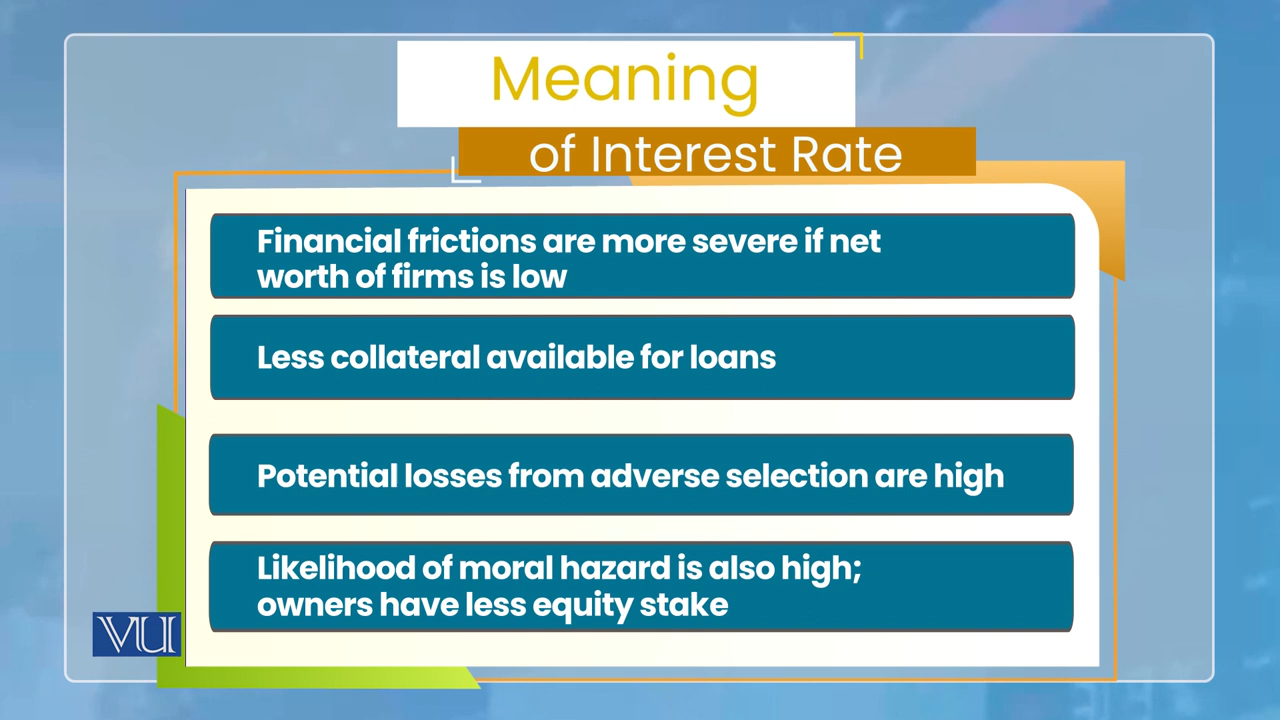 Meaning
of Interest Rate
Financial frictions are more severe if net
worth of firms is low
Less collateral available for loans
Potential losses from adverse selection are high
Likelihood of moral hazard is also high;
owners have less equity stake
VU